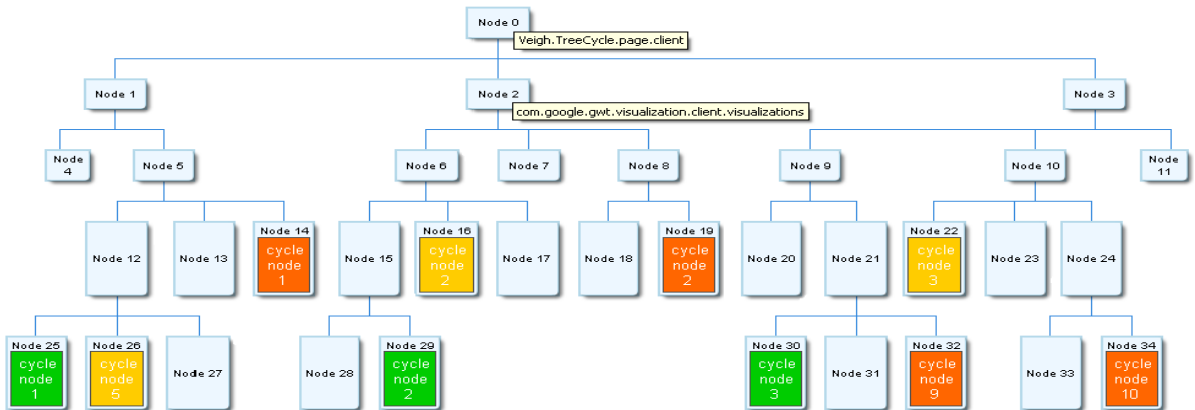 Node 0
Veigh.TreeCycle.page.client
Node 1
Node 2
Node 3
com.google.gwt.visualization.client.visualizations
Node
4
Node 5
Node 6
Node 7
Node 8
Node 9
Node 10
Node
11
Node 12
Node 13
Node 14
cycle
node
1
Node 15
Node 16
cycle
node
2
Node 17
Node 18
Node 19
cycle
node
2
Node 20
Node 21
Node 22
cycle
node
3
Node 23
Node 24
Node 25
cycle
node
1
Node 26
cycle
node
5
Node 27
Node 28
Node 29
cycle
node
2
Node 30
cycle
node
3
Node 31
Node 32
cycle
node
9
Node 33
Node 34
cycle
node
10